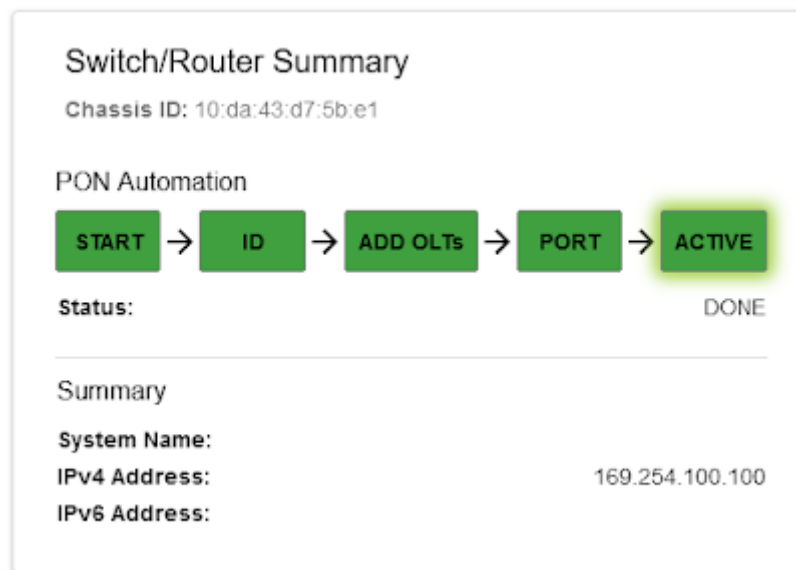 Switch/Router Summary
Chassis ID: 10:da:43:d7:5b:e1
PON Automation
START → ID → ADD OLTs → PORT → ACTIVE
Status: DONE
Summary
System Name:
IPv4 Address: 169.254.100.100
IPv6 Address: